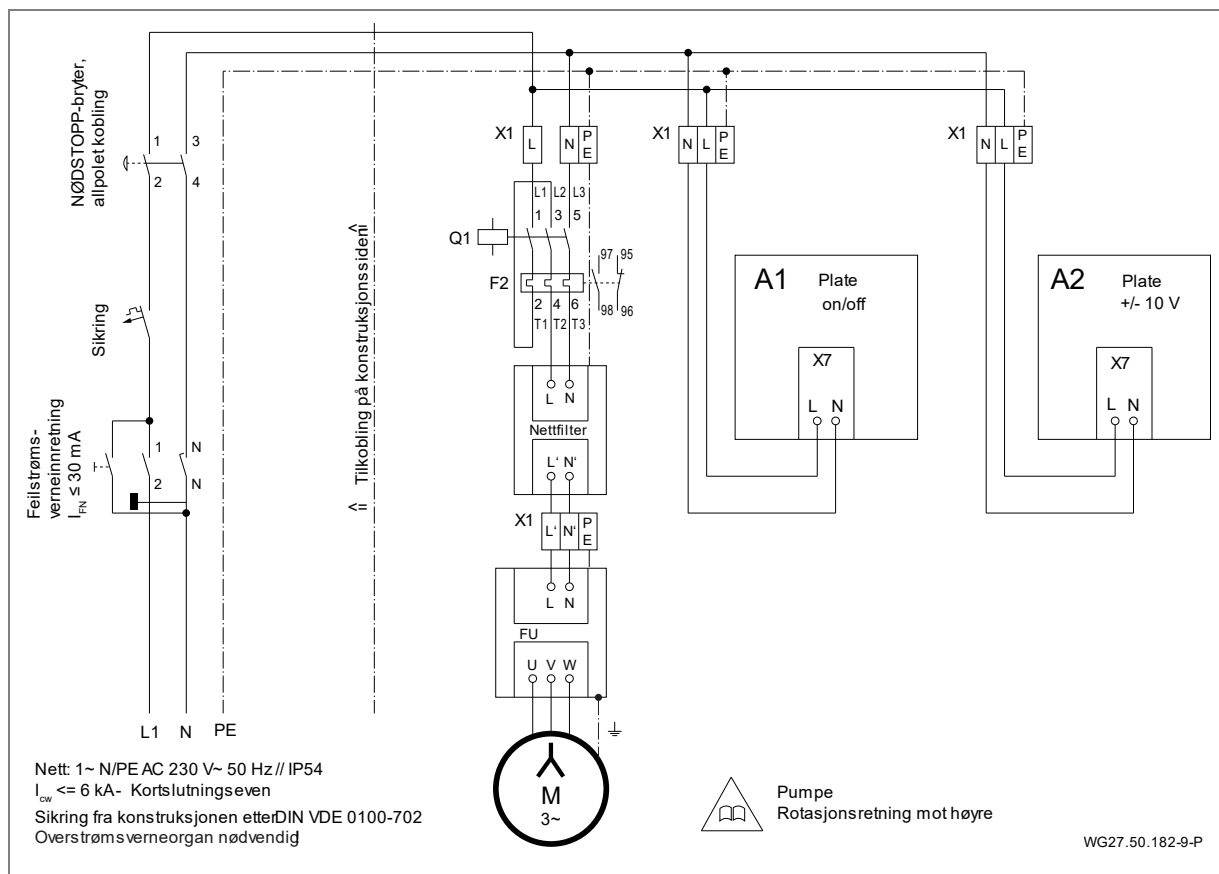 NØDSTOPP-bryter,
allpolet kobling
1 3
2 4
Sikring
Feilstrøms-
verneinnretning
I_FN ≤ 30 mA
1 N
2 N
L1 N PE
<= Tilkobling på konstruksjonssiden <=
X1 L N PE
L1 L2 L3
1 3 5
Q1
F2
97 95
98 96
2 4 6
T1 T2 T3
L N
Nettfilter
L‘ N‘
X1 L‘ N‘ PE
L N
FU
U V W
M
3~
X1 N L PE
A1 Plate
on/off
X7
L N
X1 N L PE
A2 Plate
+/- 10 V
X7
L N
Nett: 1~ N/PE AC 230 V~ 50 Hz // IP54
I_cw <= 6 kA- Kortslutningseven
Sikring fra konstruksjonen etterDIN VDE 0100-702
Overstrømsverneorgan nødvendig!
Pumpe
Rotasjonsretning mot høyre
WG27.50.182-9-P